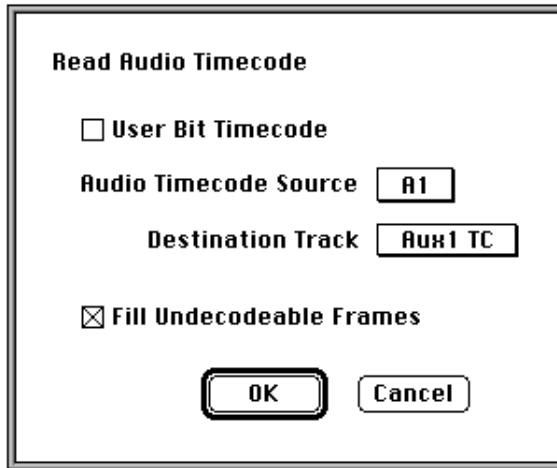 Read Audio Timecode
User Bit Timecode
Audio Timecode Source A1
Destination Track Aux1 TC
Fill Undecodeable Frames
OK Cancel